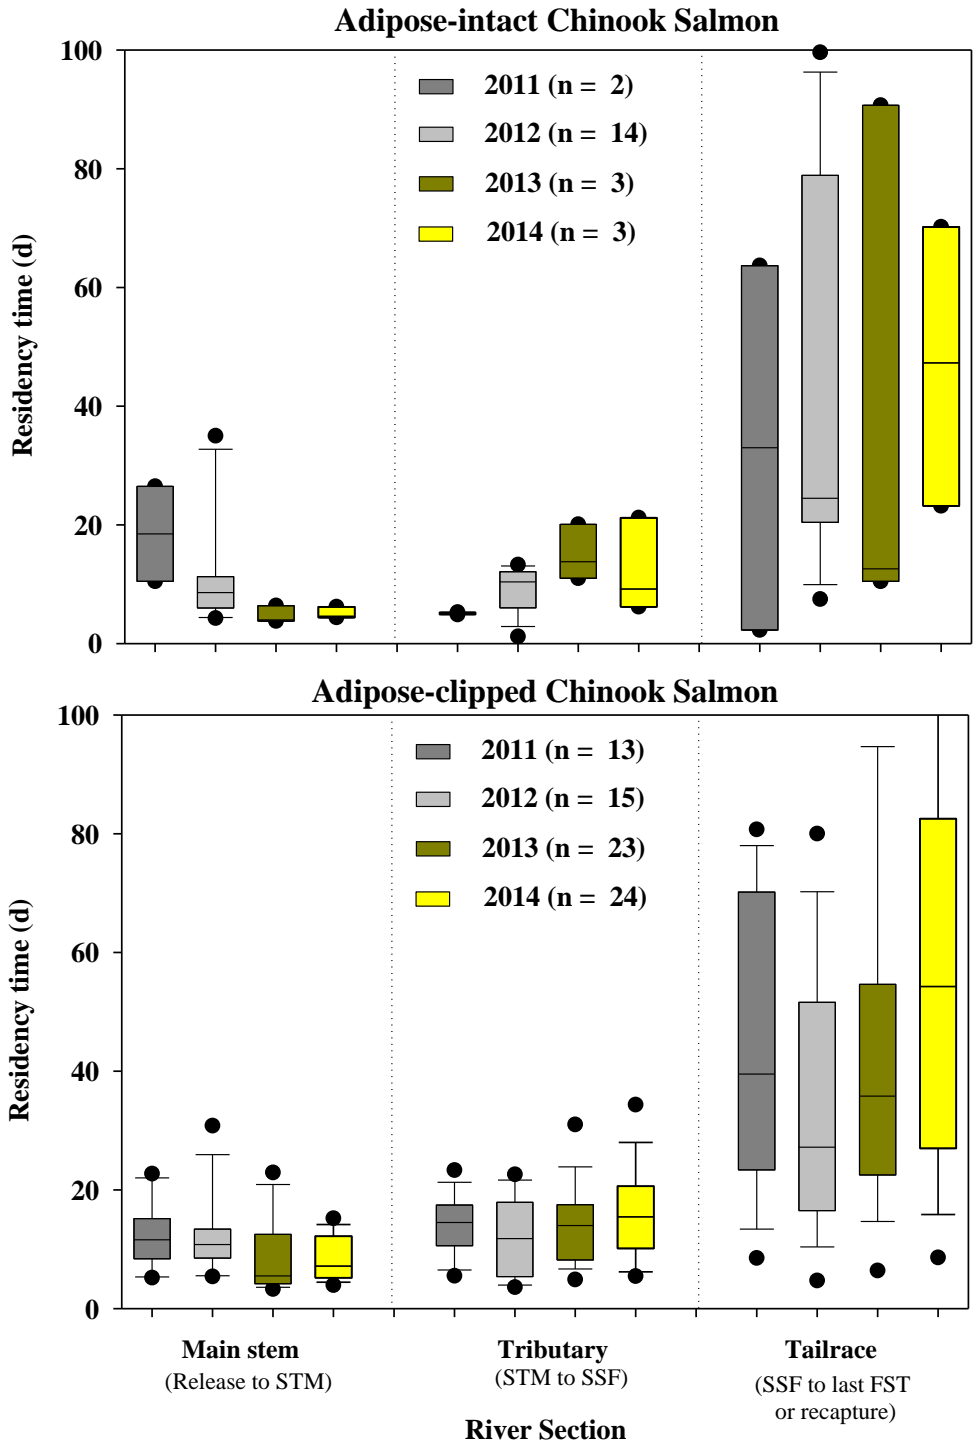 Adipose-intact Chinook Salmon
100
80
60
40
20
0
Residency time (d)
2011 (n = 2)
2012 (n = 14)
2013 (n = 3)
2014 (n = 3)
Adipose-clipped Chinook Salmon
100
80
60
40
20
0
Residency time (d)
2011 (n = 13)
2012 (n = 15)
2013 (n = 23)
2014 (n = 24)
Main stem
(Release to STM)
Tributary
(STM to SSF)
Tailrace
(SSF to last FST
or recapture)
River Section